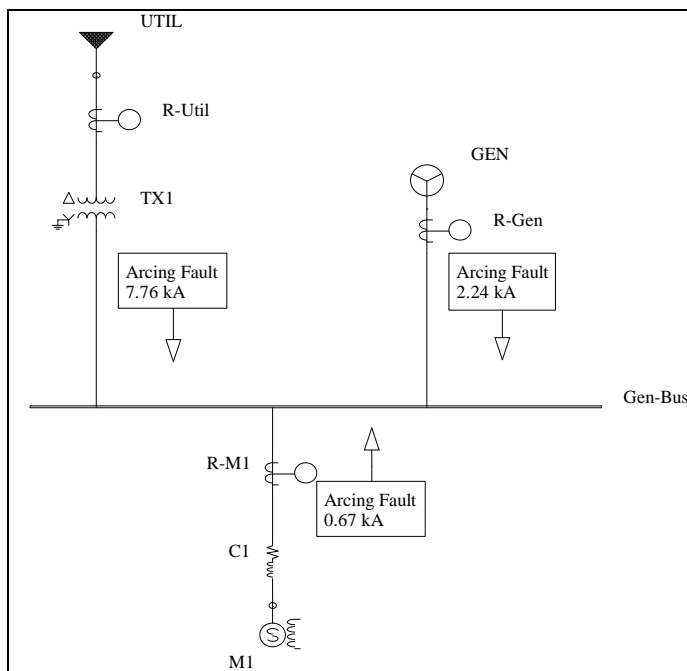 UTIL
R-Util
GEN
TX1
R-Gen
Arcing Fault
7.76 kA
Arcing Fault
2.24 kA
Gen-Bus
R-M1
Arcing Fault
0.67 kA
C1
S
M1